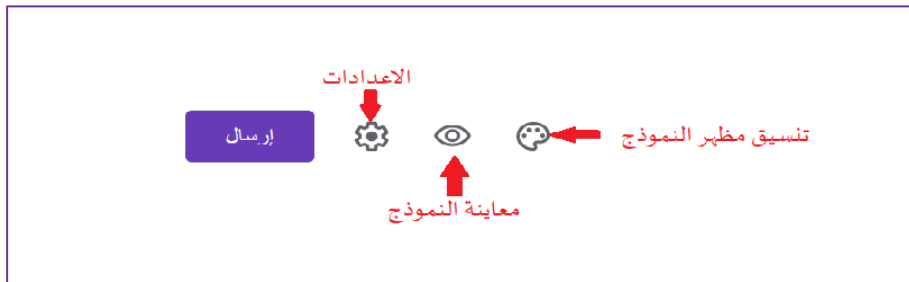 الاعدادات
تنسيق مظهر النموذج
إرسال
معاينة النموذج